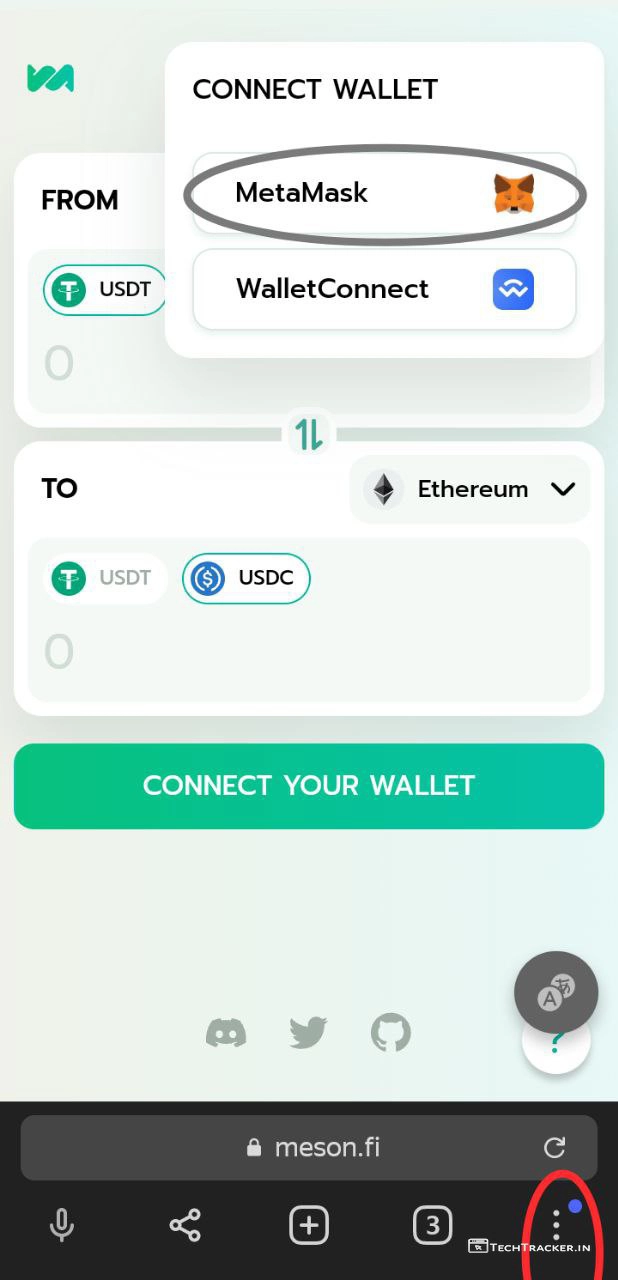 CONNECT WALLET
MetaMask
WalletConnect
FROM
USDT
0
TO
Ethereum
USDT
USDC
0
CONNECT YOUR WALLET
A あ
?
meson.fi
3
TECHTRACKER.IN